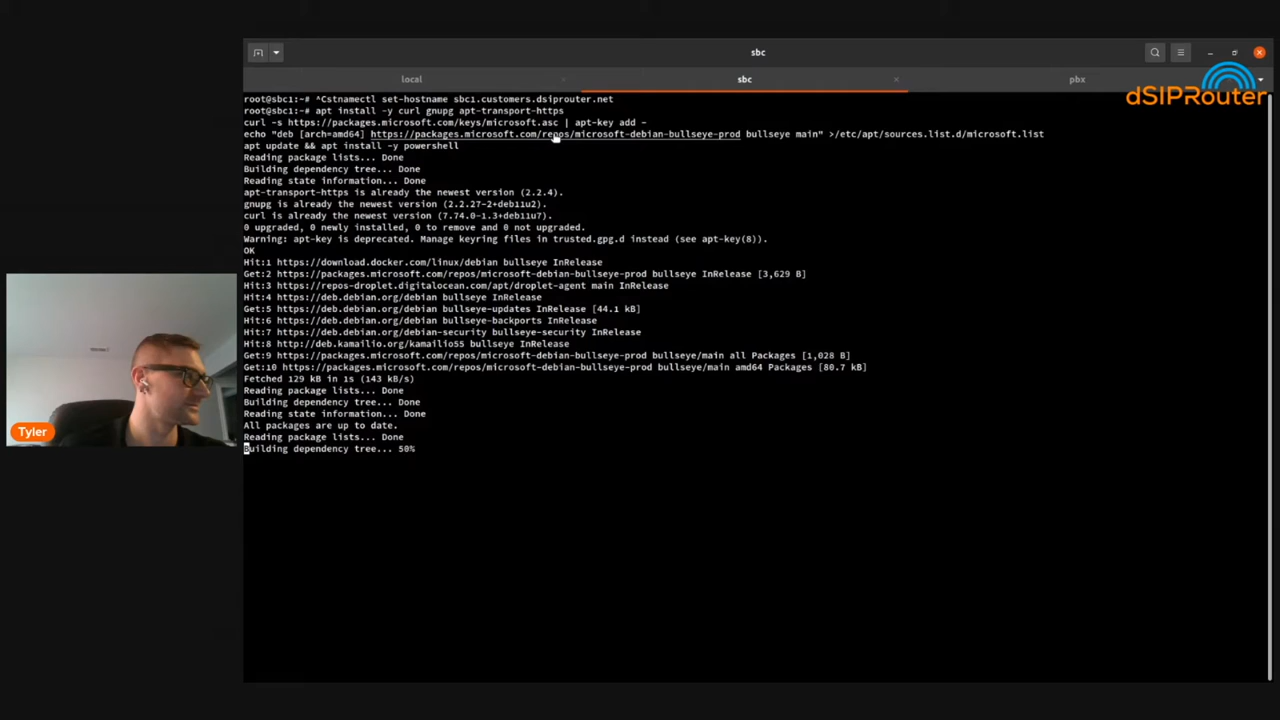 sbc
local
sbc
pbx
dSIPRouter
root@sbc1:~# ^Cstnamectl set-hostname sbc1.customers.dsiprouter.net
root@sbc1:~# apt install -y curl gnupg apt-transport-https
curl -s https://packages.microsoft.com/keys/microsoft.asc | apt-key add -
echo "deb [arch=amd64] https://packages.microsoft.com/repos/microsoft-debian-bullseye-prod bullseye main" >/etc/apt/sources.list.d/microsoft.list
apt update && apt install -y powershell
Reading package lists... Done
Building dependency tree... Done
Reading state information... Done
apt-transport-https is already the newest version (2.2.4).
gnupg is already the newest version (2.2.27-2+deb11u2).
curl is already the newest version (7.74.0-1.3+deb11u7).
0 upgraded, 0 newly installed, 0 to remove and 0 not upgraded.
Warning: apt-key is deprecated. Manage keyring files in trusted.gpg.d instead (see apt-key(8)).
OK
Hit:1 https://download.docker.com/linux/debian bullseye InRelease
Get:2 https://packages.microsoft.com/repos/microsoft-debian-bullseye-prod bullseye InRelease [3,629 B]
Hit:3 https://repos-droplet.digitalocean.com/apt/droplet-agent main InRelease
Hit:4 https://deb.debian.org/debian bullseye InRelease
Get:5 https://deb.debian.org/debian bullseye-updates InRelease [44.1 kB]
Hit:6 https://deb.debian.org/debian bullseye-backports InRelease
Hit:7 https://deb.debian.org/debian-security bullseye-security InRelease
Hit:8 http://deb.kamailio.org/kamailio55 bullseye InRelease
Get:9 https://packages.microsoft.com/repos/microsoft-debian-bullseye-prod bullseye/main all Packages [1,028 B]
Get:10 https://packages.microsoft.com/repos/microsoft-debian-bullseye-prod bullseye/main amd64 Packages [80.7 kB]
Fetched 129 kB in 1s (143 kB/s)
Reading package lists... Done
Building dependency tree... Done
Reading state information... Done
All packages are up to date.
Reading package lists... Done
Building dependency tree... 50%
Tyler